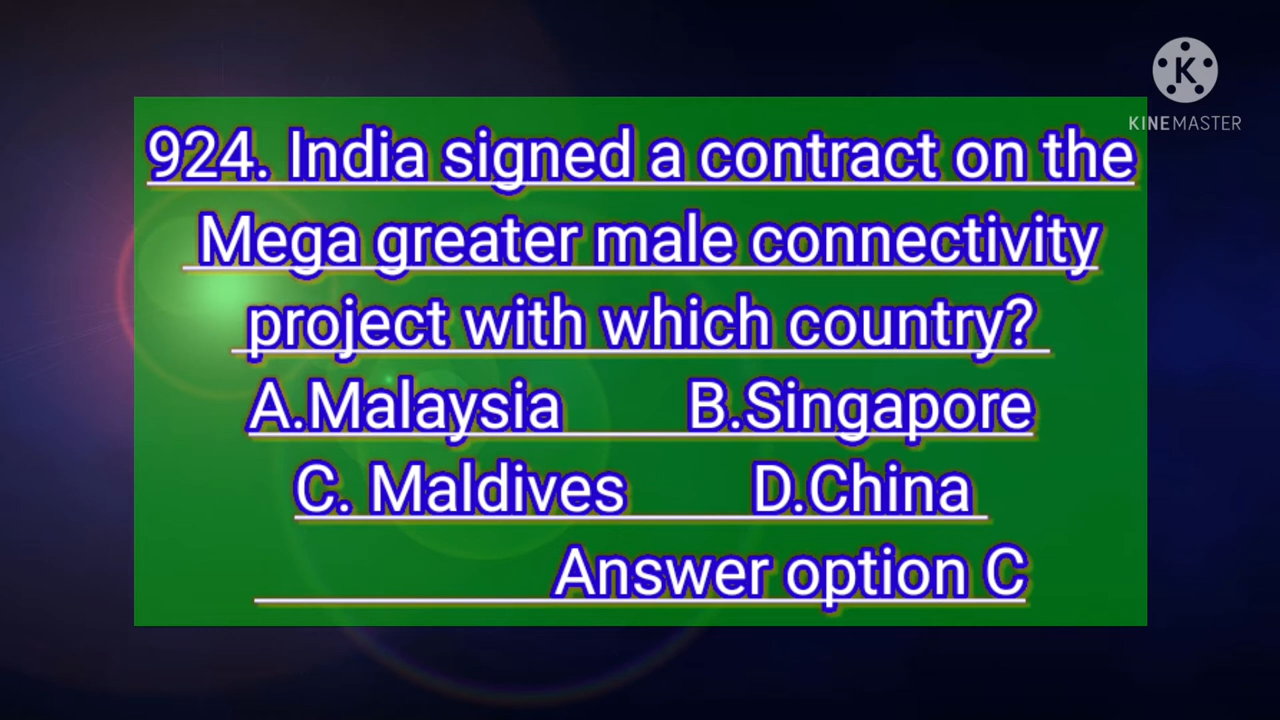 KINEMASTER
924. India signed a contract on the
Mega greater male connectivity
project with which country?
A.Malaysia B.Singapore
C. Maldives D.China
Answer option C